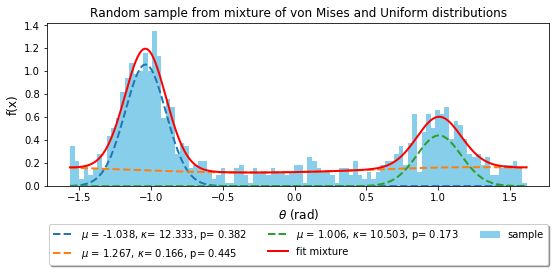 Random sample from mixture of von Mises and Uniform distributions
1.4
1.2
1.0
0.8
0.6
0.4
0.2
0.0
f(x)
−1.5 −1.0 −0.5 0.0 0.5 1.0 1.5
θ (rad)
μ = -1.038, κ= 12.333, p= 0.382
μ = 1.267, κ= 0.166, p= 0.445
μ = 1.006, κ= 10.503, p= 0.173
fit mixture
sample